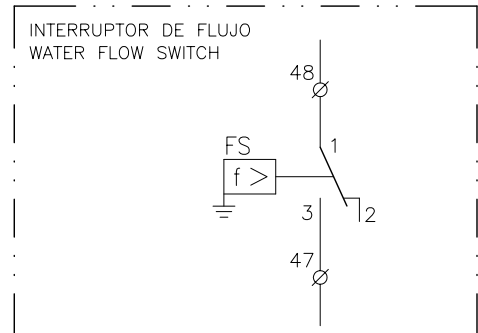 INTERRUPTOR DE FLUJO
WATER FLOW SWITCH
48
FS
1
f >
3
2
47